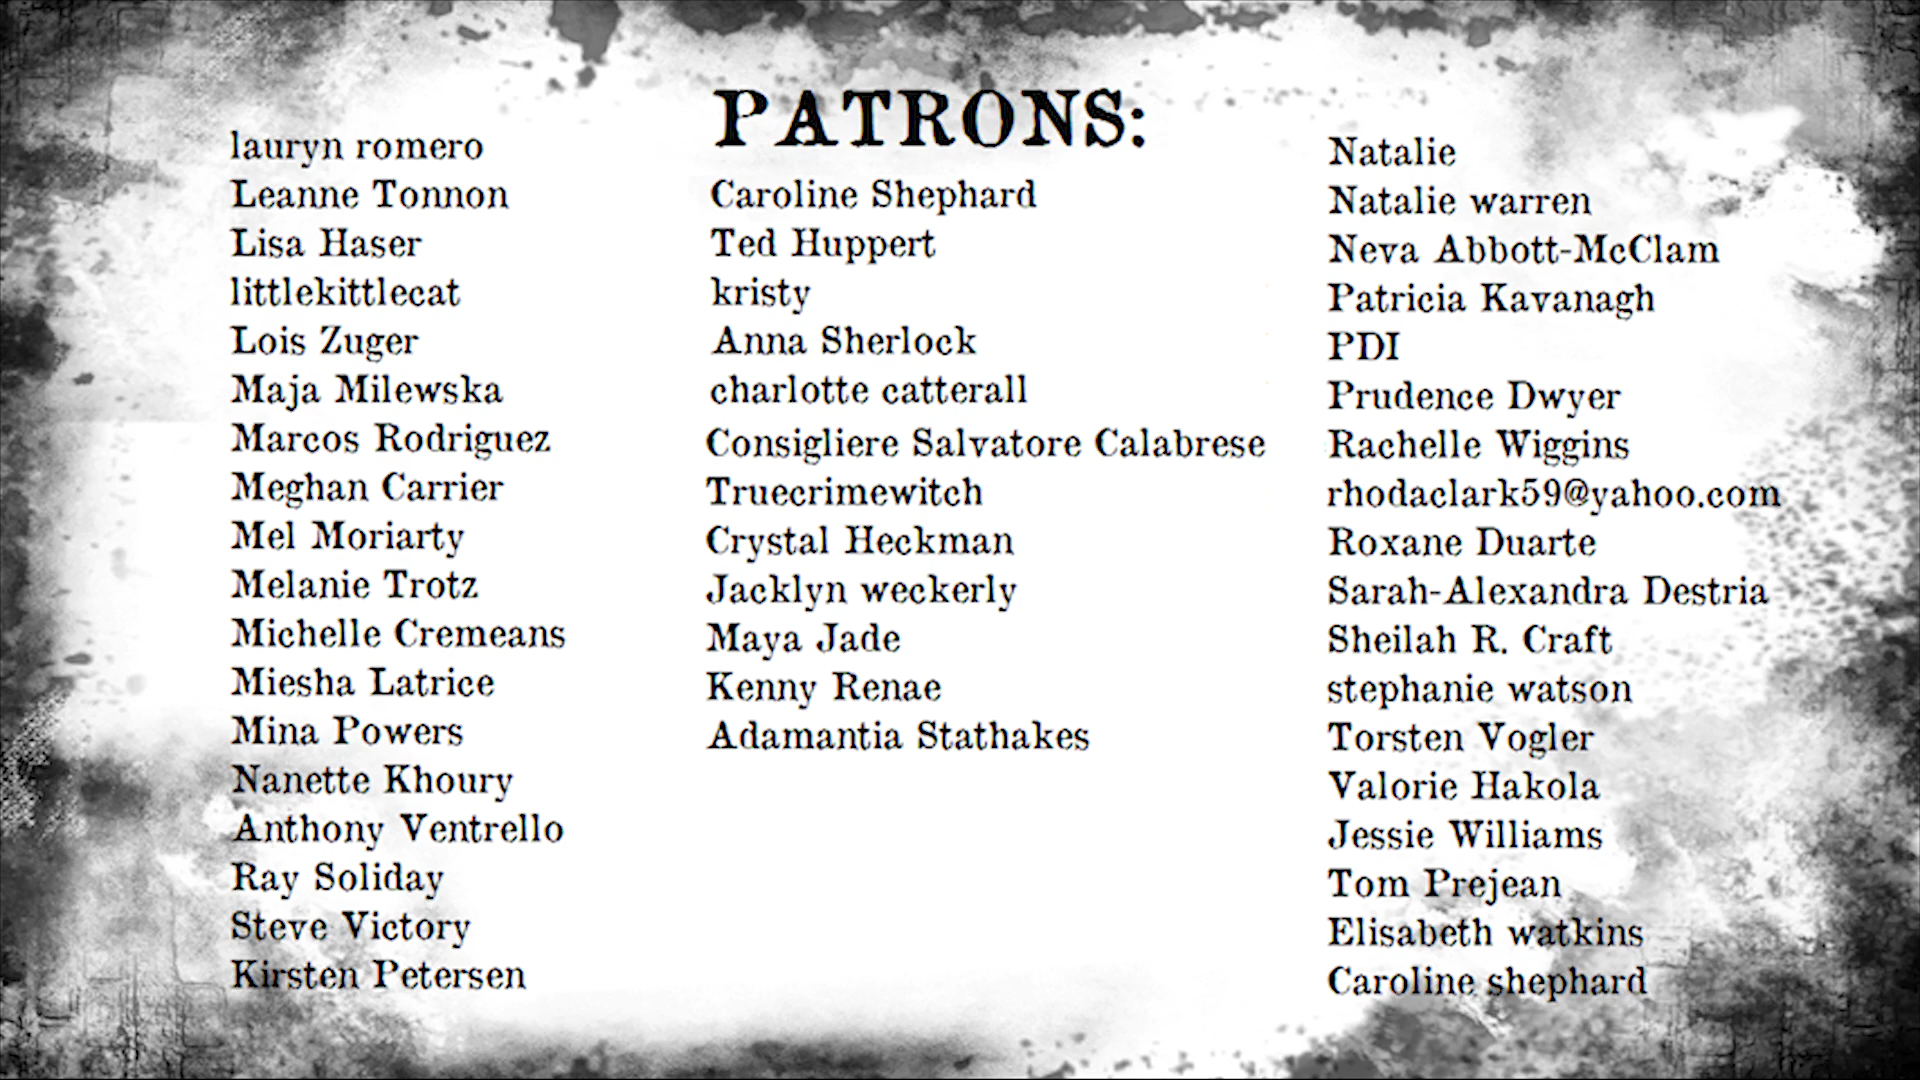 PATRONS:
lauryn romero
Leanne Tonnon
Lisa Haser
littlekittlecat
Lois Zuger
Maja Milewska
Marcos Rodriguez
Meghan Carrier
Mel Moriarty
Melanie Trotz
Michelle Cremeans
Miesha Latrice
Mina Powers
Nanette Khoury
Anthony Ventrello
Ray Soliday
Steve Victory
Kirsten Petersen
Caroline Shephard
Ted Huppert
kristy
Anna Sherlock
charlotte catterall
Consigliere Salvatore Calabrese
Truecrimewitch
Crystal Heckman
Jacklyn weckerly
Maya Jade
Kenny Renae
Adamantia Stathakes
Natalie
Natalie warren
Neva Abbott-McClam
Patricia Kavanagh
PDI
Prudence Dwyer
Rachelle Wiggins
rhodaclark59@yahoo.com
Roxane Duarte
Sarah-Alexandra Destria
Sheilah R. Craft
stephanie watson
Torsten Vogler
Valorie Hakola
Jessie Williams
Tom Prejean
Elisabeth watkins
Caroline shephard